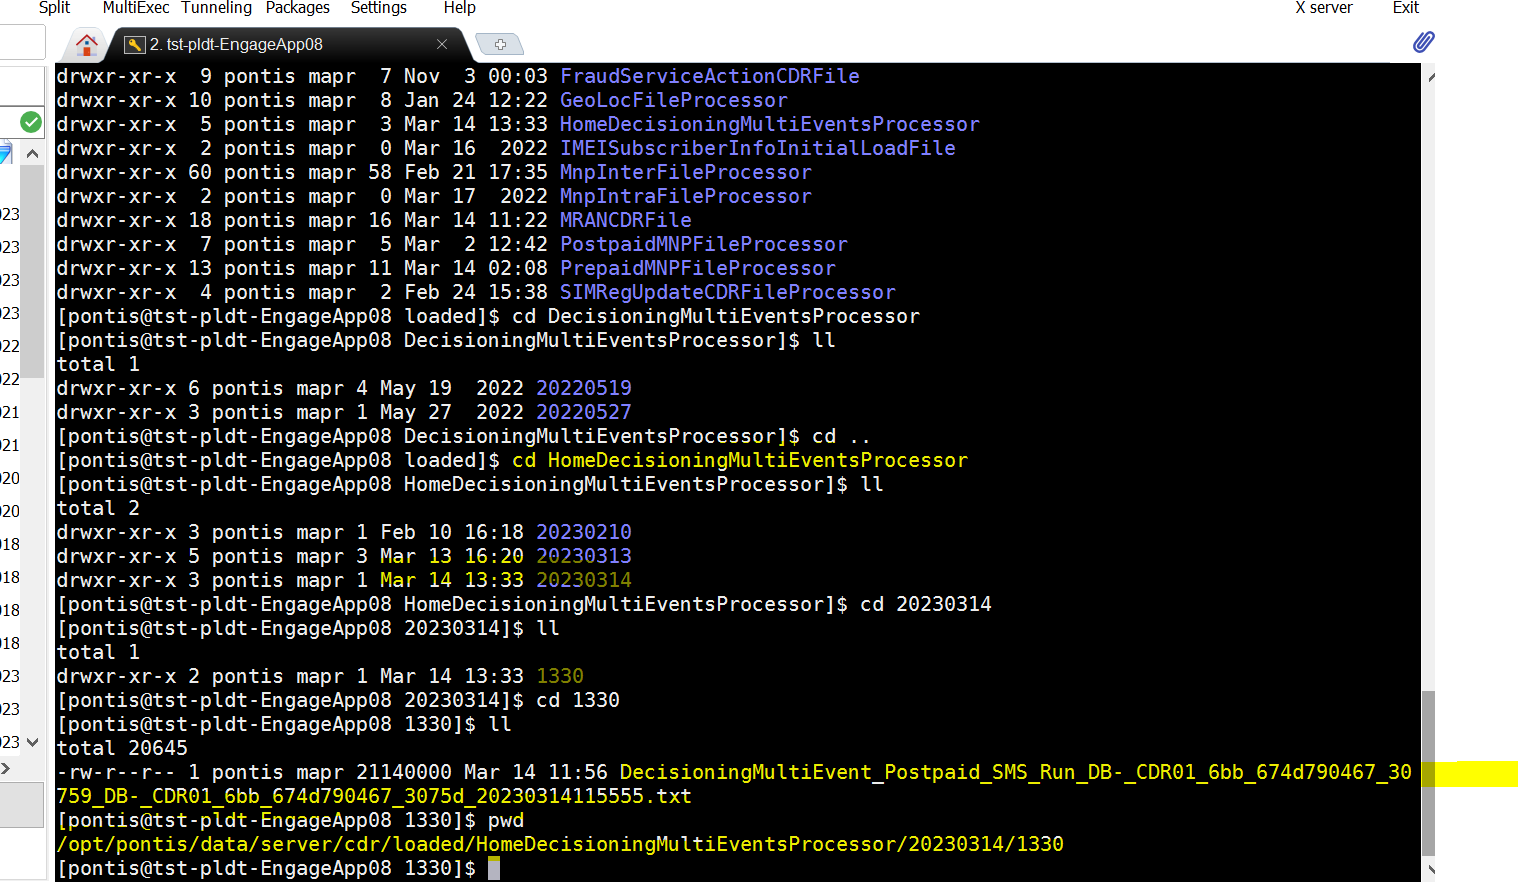 Split MultiExec Tunneling Packages Settings Help X server Exit
2. tst-pldt-EngageApp08
drwxr-xr-x  9 pontis mapr  7 Nov  3 00:03 FraudServiceActionCDRFile
drwxr-xr-x 10 pontis mapr  8 Jan 24 12:22 GeoLocFileProcessor
drwxr-xr-x  5 pontis mapr  3 Mar 14 13:33 HomeDecisioningMultiEventsProcessor
drwxr-xr-x  2 pontis mapr  0 Mar 16  2022 IMEISubscriberInfoInitialLoadFile
drwxr-xr-x 60 pontis mapr 58 Feb 21 17:35 MnpInterFileProcessor
drwxr-xr-x  2 pontis mapr  0 Mar 17  2022 MnpIntraFileProcessor
drwxr-xr-x 18 pontis mapr 16 Mar 14 11:22 MRANCDRFile
drwxr-xr-x  7 pontis mapr  5 Mar  2 12:42 PostpaidMNPFileProcessor
drwxr-xr-x 13 pontis mapr 11 Mar 14 02:08 PrepaidMNPFileProcessor
drwxr-xr-x  4 pontis mapr  2 Feb 24 15:38 SIMRegUpdateCDRFileProcessor
[pontis@tst-pldt-EngageApp08 loaded]$ cd DecisioningMultiEventsProcessor
[pontis@tst-pldt-EngageApp08 DecisioningMultiEventsProcessor]$ ll
total 1
drwxr-xr-x 6 pontis mapr 4 May 19  2022 20220519
drwxr-xr-x 3 pontis mapr 1 May 27  2022 20220527
[pontis@tst-pldt-EngageApp08 DecisioningMultiEventsProcessor]$ cd ..
[pontis@tst-pldt-EngageApp08 loaded]$ cd HomeDecisioningMultiEventsProcessor
[pontis@tst-pldt-EngageApp08 HomeDecisioningMultiEventsProcessor]$ ll
total 2
drwxr-xr-x 3 pontis mapr 1 Feb 10 16:18 20230210
drwxr-xr-x 5 pontis mapr 3 Mar 13 16:20 20230313
drwxr-xr-x 3 pontis mapr 1 Mar 14 13:33 20230314
[pontis@tst-pldt-EngageApp08 HomeDecisioningMultiEventsProcessor]$ cd 20230314
[pontis@tst-pldt-EngageApp08 20230314]$ ll
total 1
drwxr-xr-x 2 pontis mapr 1 Mar 14 13:33 1330
[pontis@tst-pldt-EngageApp08 20230314]$ cd 1330
[pontis@tst-pldt-EngageApp08 1330]$ ll
total 20645
-rw-r--r-- 1 pontis mapr 21140000 Mar 14 11:56 DecisioningMultiEvent_Postpaid_SMS_Run_DB-_CDR01_6bb_674d790467_30
759_DB-_CDR01_6bb_674d790467_3075d_20230314115555.txt
[pontis@tst-pldt-EngageApp08 1330]$ pwd
/opt/pontis/data/server/cdr/loaded/HomeDecisioningMultiEventsProcessor/20230314/1330
[pontis@tst-pldt-EngageApp08 1330]$